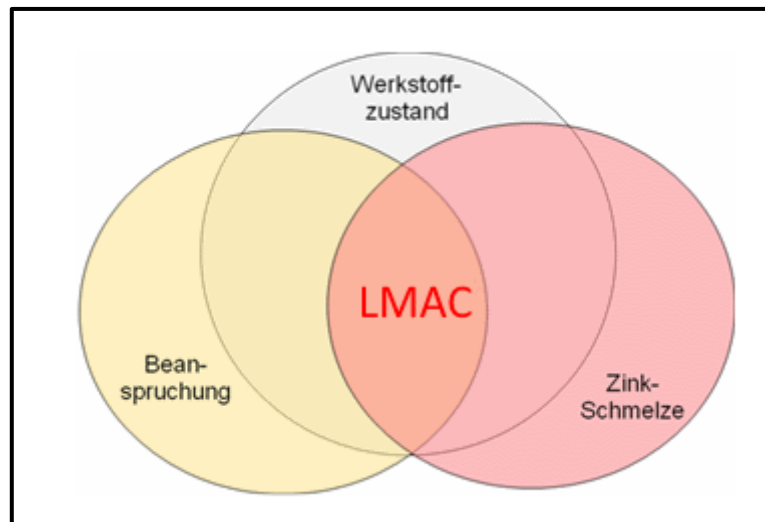 Werkstoff-
zustand
LMAC
Bean-
spruchung
Zink-
Schmelze